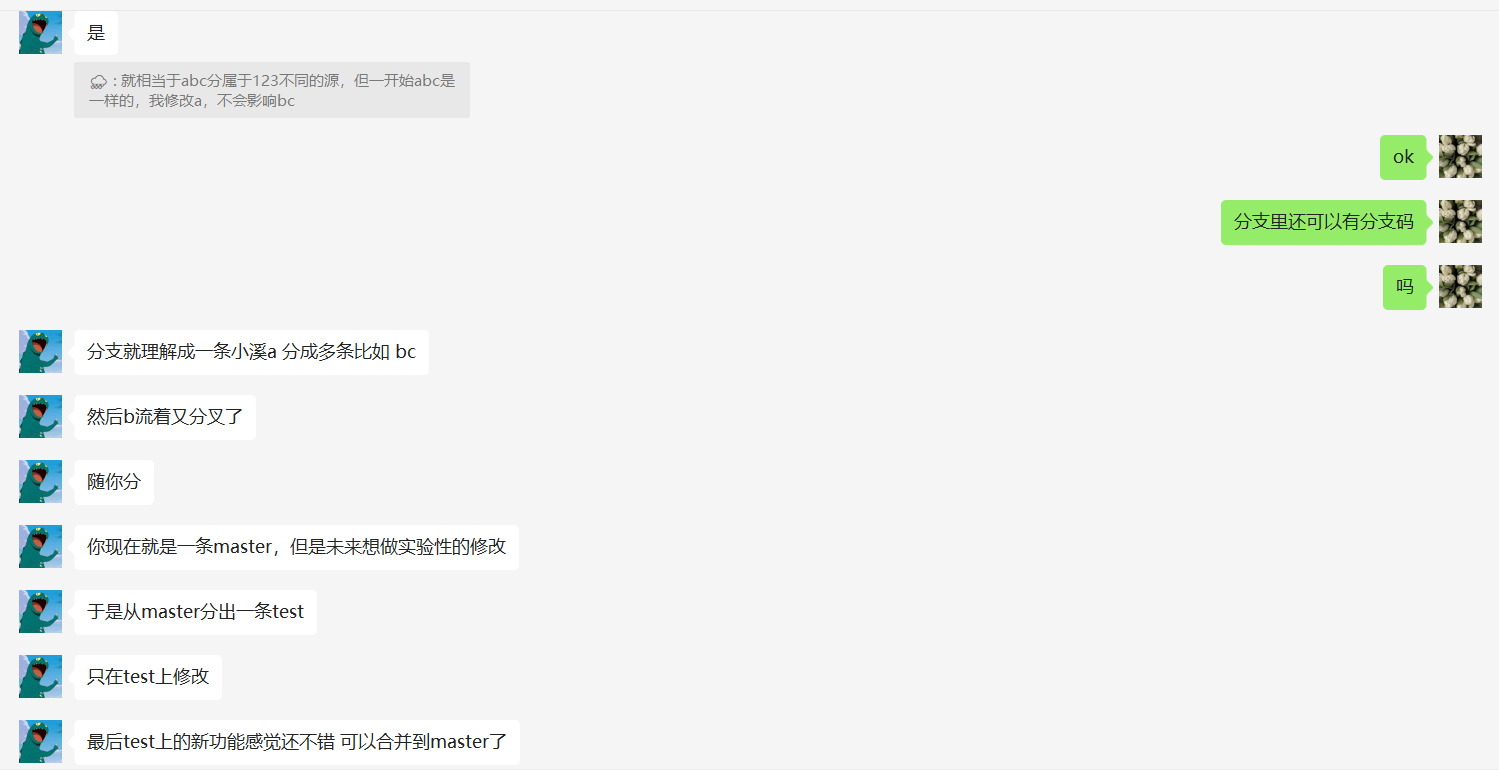 是
: 就相当于abc分属于123不同的源，但一开始abc是
一样的，我修改a，不会影响bc
ok
分支里还可以有分支码
吗
分支就理解成一条小溪a 分成多条比如 bc
然后b流着又分叉了
随你分
你现在就是一条master，但是未来想做实验性的修改
于是从master分出一条test
只在test上修改
最后test上的新功能感觉还不错 可以合并到master了